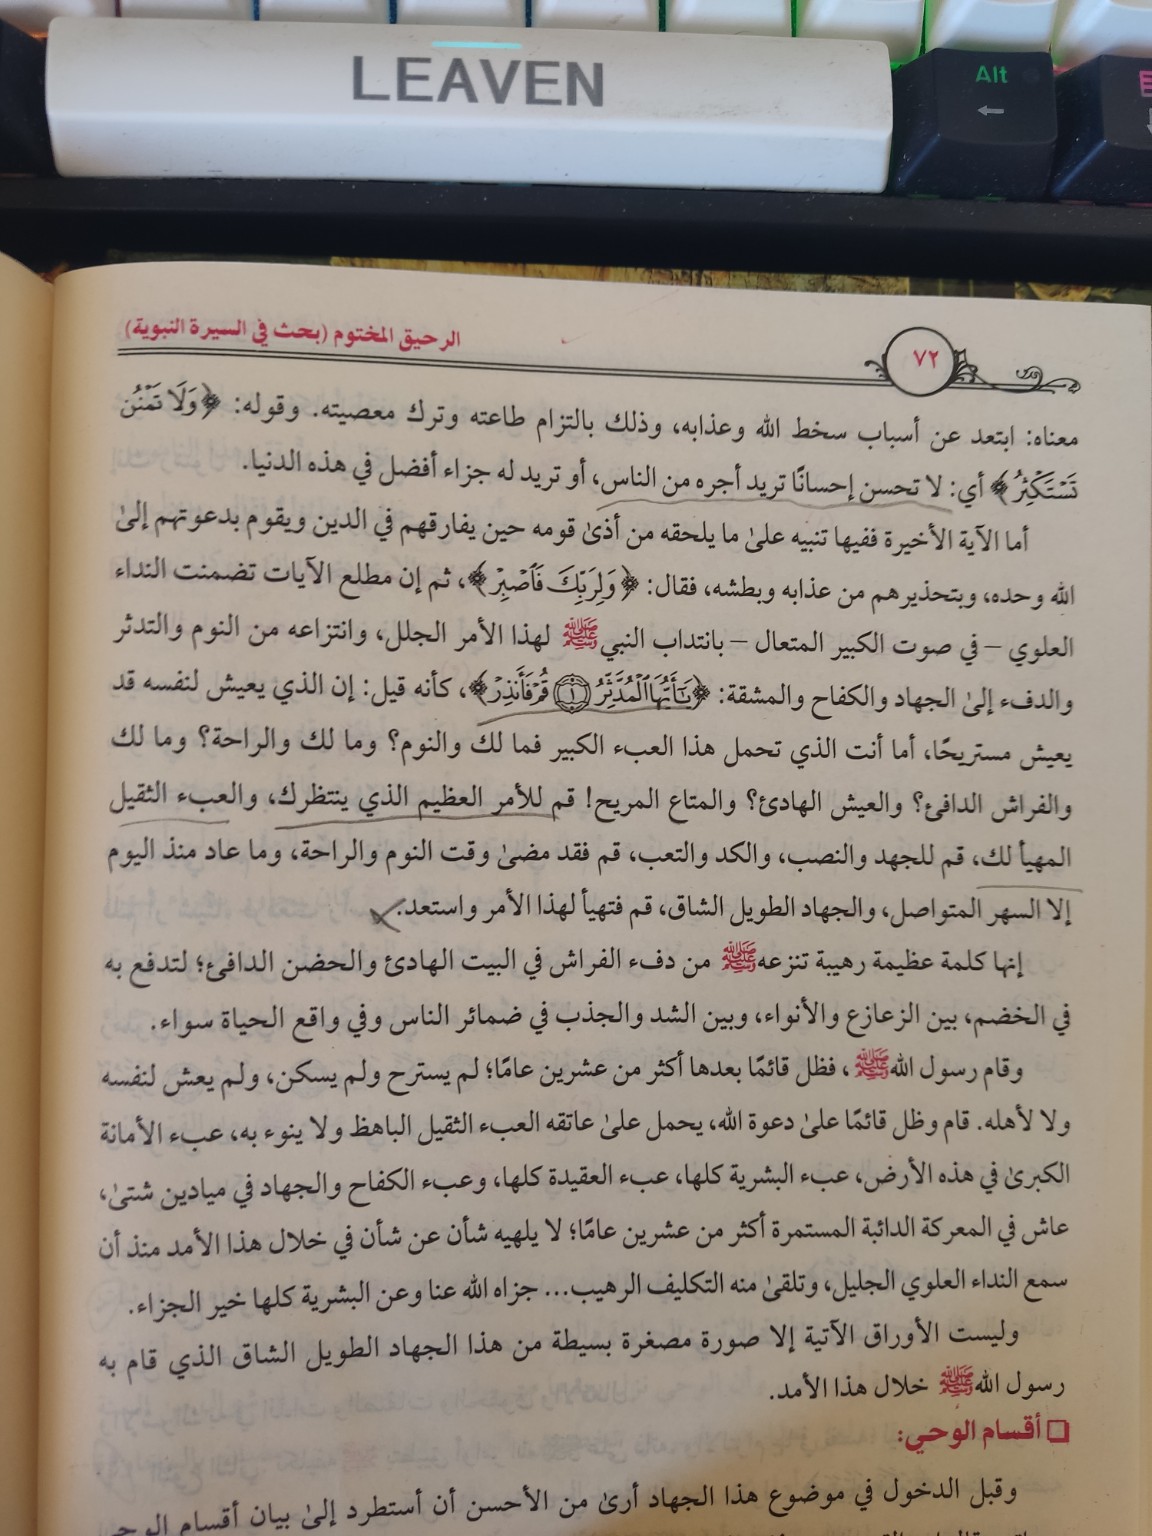 LEAVEN
Alt
←
الرحيق المختوم (بحث في السيرة النبوية)
٧٢
معناه: ابتعد عن أسباب سخط الله وعذابه، وذلك بالتزام طاعته وترك معصيته. وقوله: ﴿وَلَا تَمْنُن
تَسْتَكْثِرُ﴾ أي: لا تحسن إحسانًا تريد أجره من الناس، أو تريد له جزاء أفضل في هذه الدنيا.
أما الآية الأخيرة ففيها تنبيه علىٰ ما يلحقه من أذىٰ قومه حين يفارقهم في الدين ويقوم بدعوتهم إلىٰ
الله وحده، وبتحذيرهم من عذابه وبطشه، فقال: ﴿وَلِرَبِّكَ فَاصْبِرْ﴾، ثم إن مطلع الآيات تضمنت النداء
العلوي – في صوت الكبير المتعال – بانتداب النبي ﷺ لهذا الأمر الجلل، وانتزاعه من النوم والتدثر
والدفء إلىٰ الجهاد والكفاح والمشقة: ﴿يَا أَيُّهَا الْمُدَّثِّرُ ۝١ قُمْ فَأَنذِرْ﴾، كأنه قيل: إن الذي يعيش لنفسه قد
يعيش مستريحًا، أما أنت الذي تحمل هذا العبء الكبير فما لك والنوم؟ وما لك والراحة؟ وما لك
والفراش الدافئ؟ والعيش الهادئ؟ والمتاع المريح! قم للأمر العظيم الذي ينتظرك، والعبء الثقيل
المهيأ لك، قم للجهد والنصب، والكد والتعب، قم فقد مضىٰ وقت النوم والراحة، وما عاد منذ اليوم
إلا السهر المتواصل، والجهاد الطويل الشاق، قم فتهيأ لهذا الأمر واستعد.
إنها كلمة عظيمة رهيبة تنزعه ﷺ من دفء الفراش في البيت الهادئ والحضن الدافئ؛ لتدفع به
في الخضم، بين الزعازع والأنواء، وبين الشد والجذب في ضمائر الناس وفي واقع الحياة سواء.
وقام رسول الله ﷺ، فظل قائمًا بعدها أكثر من عشرين عامًا؛ لم يسترح ولم يسكن، ولم يعش لنفسه
ولا لأهله. قام وظل قائمًا علىٰ دعوة الله، يحمل علىٰ عاتقه العبء الثقيل الباهظ ولا ينوء به، عبء الأمانة
الكبرىٰ في هذه الأرض، عبء البشرية كلها، عبء العقيدة كلها، وعبء الكفاح والجهاد في ميادين شتىٰ،
عاش في المعركة الدائبة المستمرة أكثر من عشرين عامًا؛ لا يلهيه شأن عن شأن في خلال هذا الأمد منذ أن
سمع النداء العلوي الجليل، وتلقىٰ منه التكليف الرهيب... جزاه الله عنا وعن البشرية كلها خير الجزاء.
وليست الأوراق الآتية إلا صورة مصغرة بسيطة من هذا الجهاد الطويل الشاق الذي قام به
رسول الله ﷺ خلال هذا الأمد.
❏ أقسام الوحي:
وقبل الدخول في موضوع هذا الجهاد أرىٰ من الأحسن أن أستطرد إلىٰ بيان أقسام الوحي